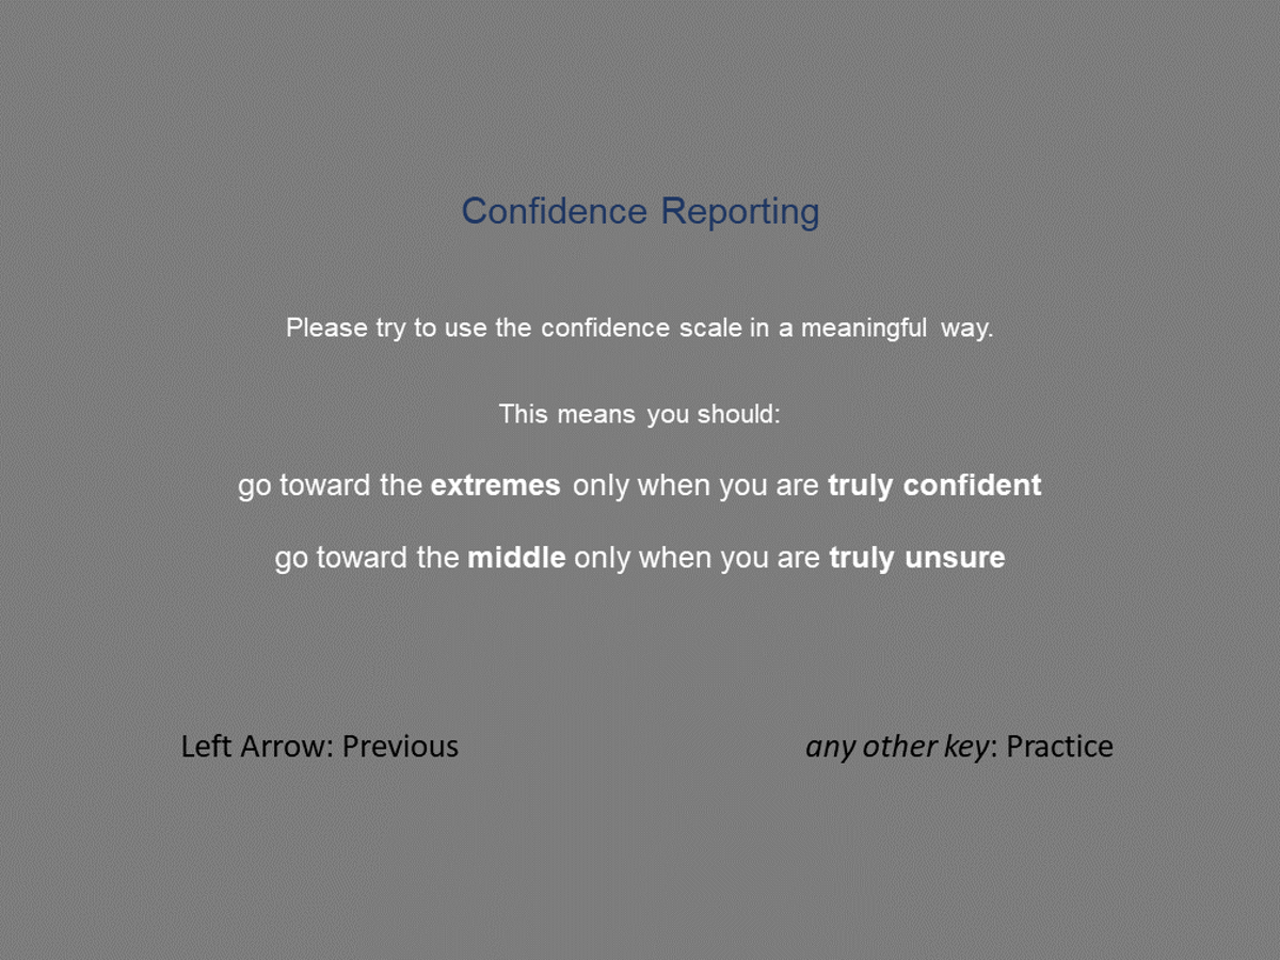 Confidence Reporting
Please try to use the confidence scale in a meaningful way.
This means you should:
go toward the extremes only when you are truly confident
go toward the middle only when you are truly unsure
Left Arrow: Previous
any other key: Practice